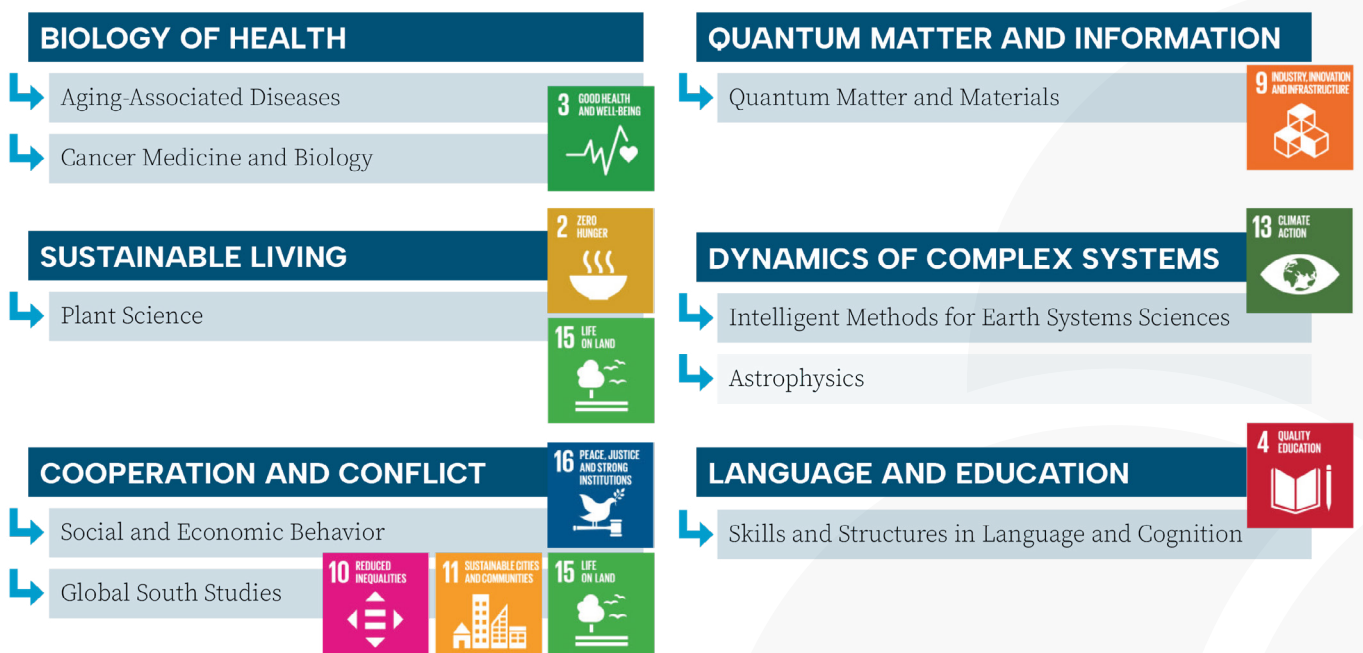 BIOLOGY OF HEALTH
Aging-Associated Diseases
Cancer Medicine and Biology
3 GOOD HEALTH
AND WELL-BEING
SUSTAINABLE LIVING
Plant Science
2 ZERO
HUNGER
15 LIFE
ON LAND
COOPERATION AND CONFLICT
Social and Economic Behavior
Global South Studies
16 PEACE, JUSTICE
AND STRONG
INSTITUTIONS
10 REDUCED
INEQUALITIES
11 SUSTAINABLE CITIES
AND COMMUNITIES
15 LIFE
ON LAND
QUANTUM MATTER AND INFORMATION
Quantum Matter and Materials
9 INDUSTRY, INNOVATION
AND INFRASTRUCTURE
DYNAMICS OF COMPLEX SYSTEMS
Intelligent Methods for Earth Systems Sciences
Astrophysics
13 CLIMATE
ACTION
LANGUAGE AND EDUCATION
Skills and Structures in Language and Cognition
4 QUALITY
EDUCATION